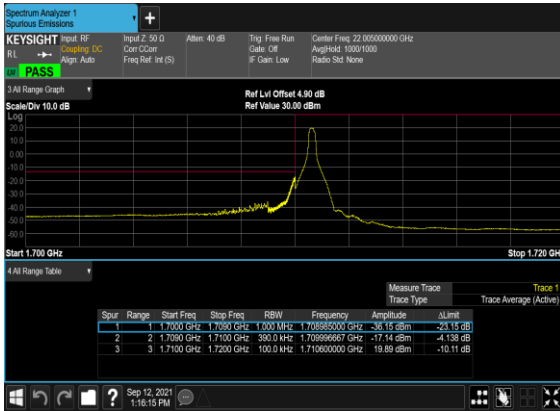 Spectrum Analyzer 1
Spurious Emissions
+
KEYSIGHT Input: RF Input Z: 50 Ω Atten: 40 dB Trig: Free Run Center Freq: 22.005000000 GHz
RL Coupling: DC Corr CCorr Gate: Off Avg|Hold: 1000/1000
Align: Auto Freq Ref: Int (S) IF Gain: Low Radio Std: None
PASS
3 All Range Graph
Ref Lvl Offset 4.90 dB
Scale/Div 10.0 dB Ref Value 30.00 dBm
Log
20.0
10.0
0.00
-10.0
-20.0
-30.0
-40.0
-50.0
-60.0
Start 1.700 GHz Stop 1.720 GH
4 All Range Table
Measure Trace Trace 1
Trace Type Trace Average (Active)
Spur Range Start Freq Stop Freq RBW Frequency Amplitude ΔLimit
1 1 1.7000 GHz 1.7090 GHz 1.000 MHz 1.708985000 GHz -36.15 dBm -23.15 dB
2 2 1.7090 GHz 1.7100 GHz 390.0 kHz 1.709996667 GHz -17.14 dBm -4.138 dB
3 3 1.7100 GHz 1.7200 GHz 100.0 kHz 1.710600000 GHz 19.89 dBm -10.11 dB
? Sep 12, 2021
1:16:15 PM